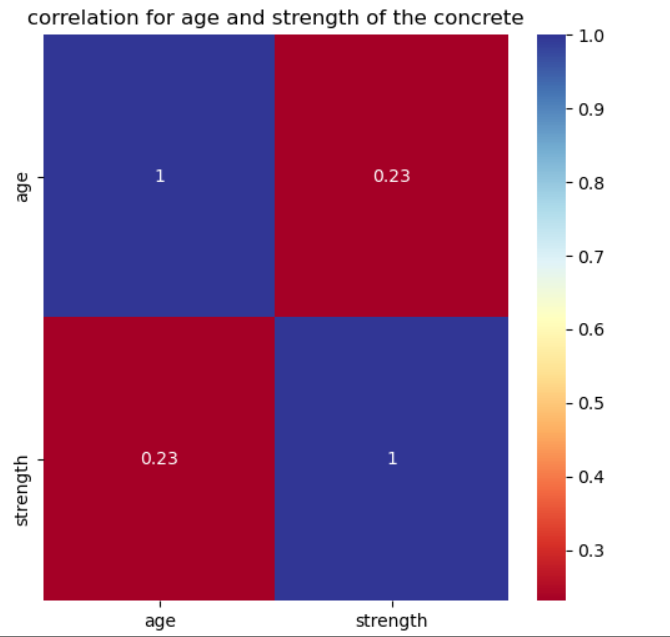 correlation for age and strength of the concrete
1.0
0.9
0.8
0.7
0.6
0.5
0.4
0.3
age
1
0.23
strength
0.23
1
age
strength